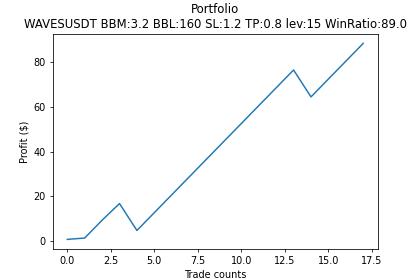 Portfolio
WAVESUSDT BBM:3.2 BBL:160 SL:1.2 TP:0.8 lev:15 WinRatio:89.0
Profit ($)
80
60
40
20
0
0.0 2.5 5.0 7.5 10.0 12.5 15.0 17.5
Trade counts